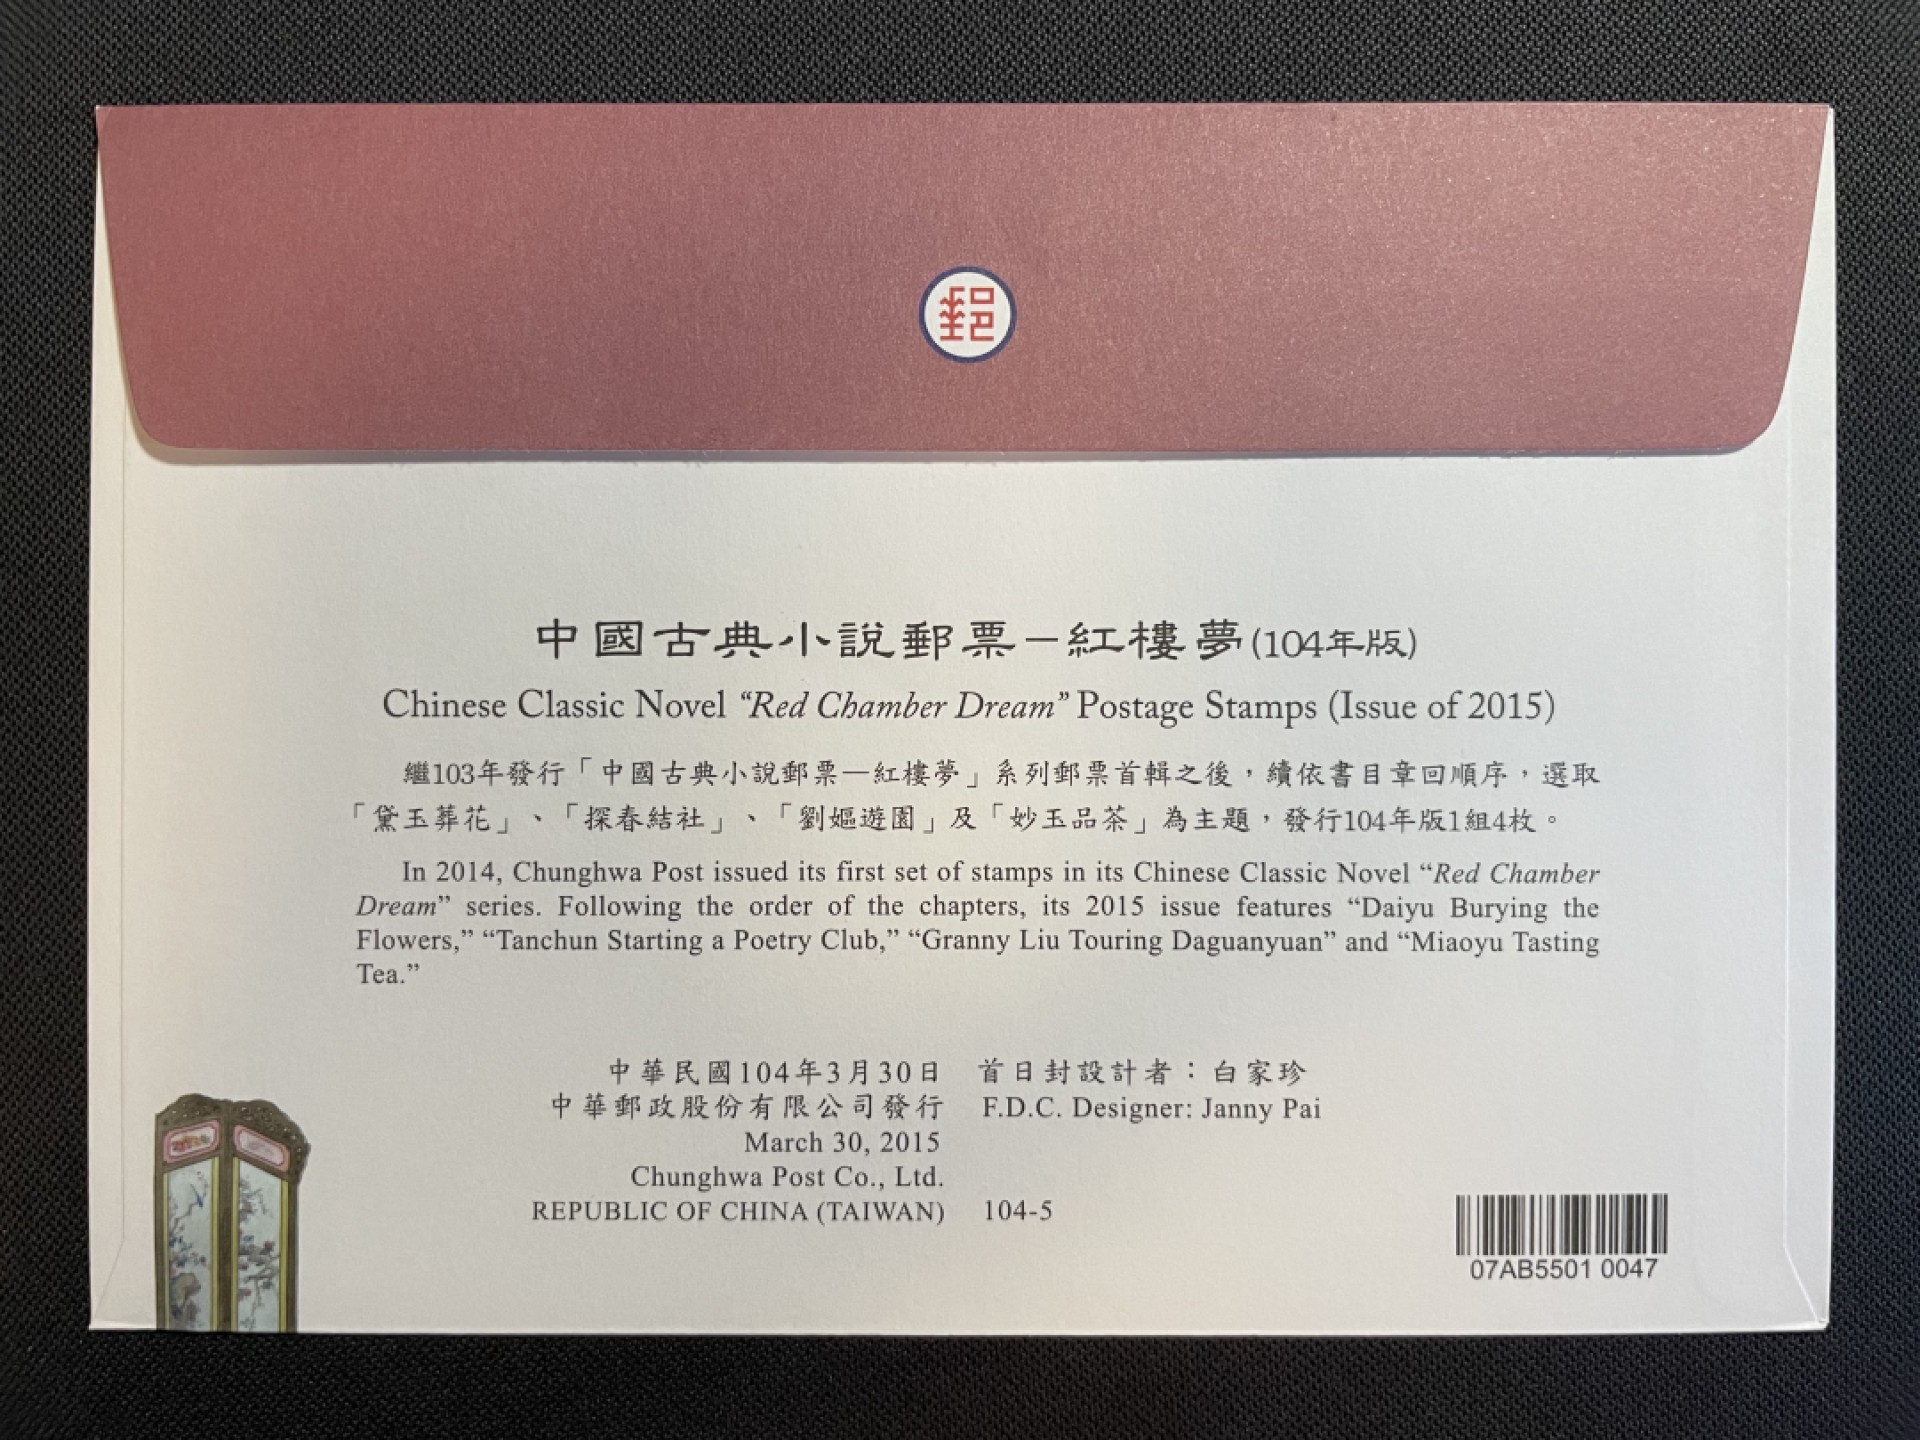 郵
中國古典小說郵票－紅樓夢(104年版)
Chinese Classic Novel “Red Chamber Dream” Postage Stamps (Issue of 2015)
繼103年發行「中國古典小說郵票—紅樓夢」系列郵票首輯之後，續依書目章回順序，選取
「黛玉葬花」、「探春結社」、「劉嫗遊園」及「妙玉品茶」為主題，發行104年版1組4枚。
In 2014, Chunghwa Post issued its first set of stamps in its Chinese Classic Novel “Red Chamber
Dream” series. Following the order of the chapters, its 2015 issue features “Daiyu Burying the
Flowers,” “Tanchun Starting a Poetry Club,” “Granny Liu Touring Daguanyuan” and “Miaoyu Tasting
Tea.”
中華民國104年3月30日
中華郵政股份有限公司發行
March 30, 2015
Chunghwa Post Co., Ltd.
REPUBLIC OF CHINA (TAIWAN)
首日封設計者：白家珍
F.D.C. Designer: Janny Pai
104-5
07AB5501 0047